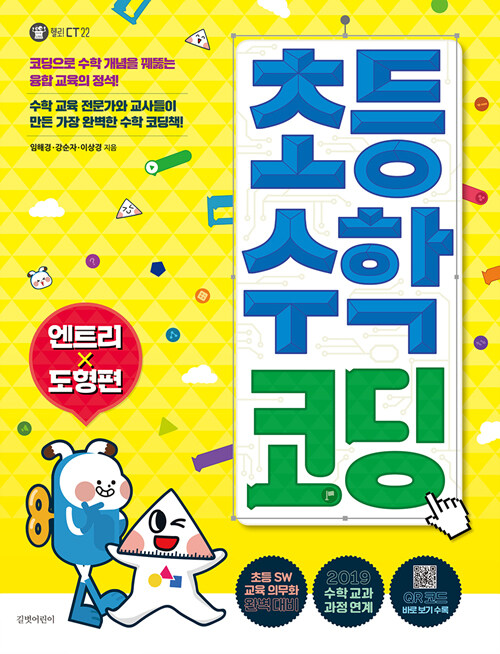 챌린 CT 22
코딩으로 수학 개념을 꿰뚫는
융합 교육의 정석!
수학 교육 전문가와 교사들이
만든 가장 완벽한 수학 코딩책!
임해경·강순자·이상경 지음
초등
수학
코딩
엔트리
×
도형편
초등 SW
교육 의무화
완벽 대비
2019
수학 교과
과정 연계
QR 코드
바로 보기 수록
길벗어린이